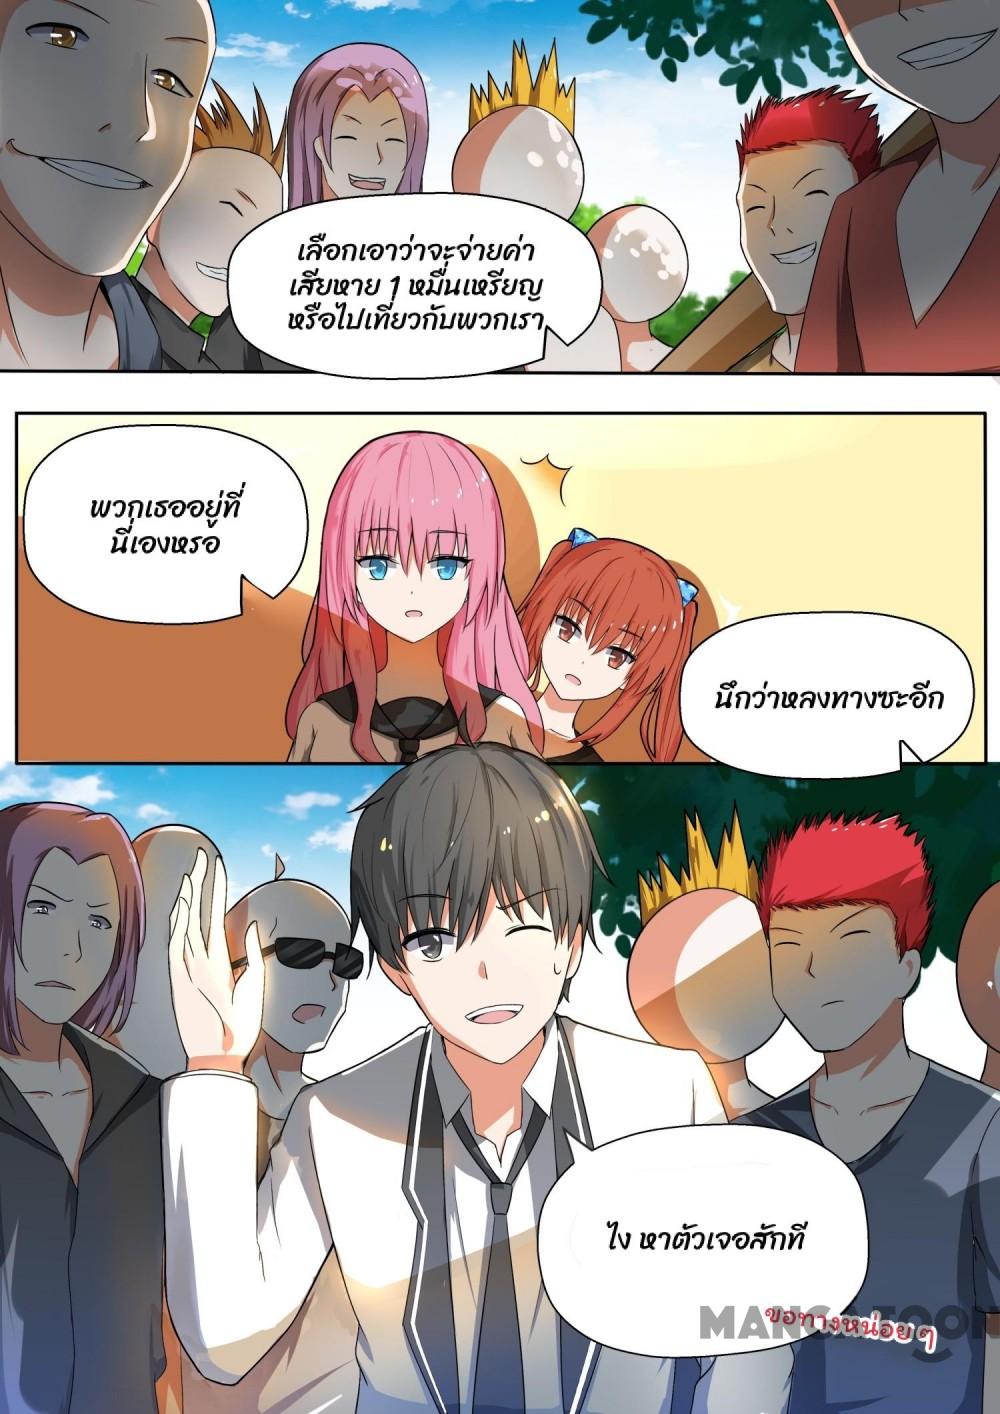 เลือกเอาว่าจะจ่ายค่า
เสียหาย 1 หมื่นเหรียญ
หรือไปเที่ยวกับพวกเรา
พวกเธออยู่ที่
นี่เองหรอ
นึกว่าหลงทางซะอีก
ไง หาตัวเจอสักที
MANGATOON
ขอทางหน่อยๆ